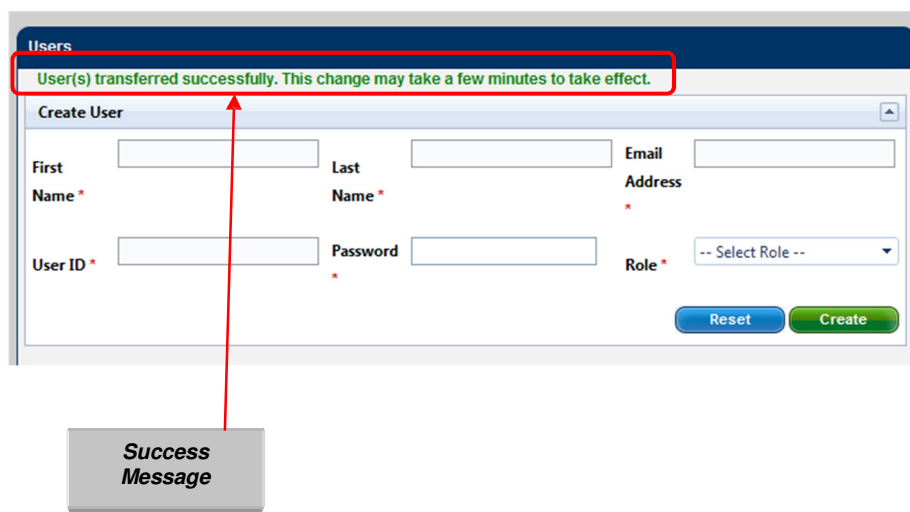 Users
User(s) transferred successfully. This change may take a few minutes to take effect.
Create User
First Name *
Last Name *
Email Address *
User ID *
Password *
Role *
-- Select Role --
Reset
Create
Success
Message